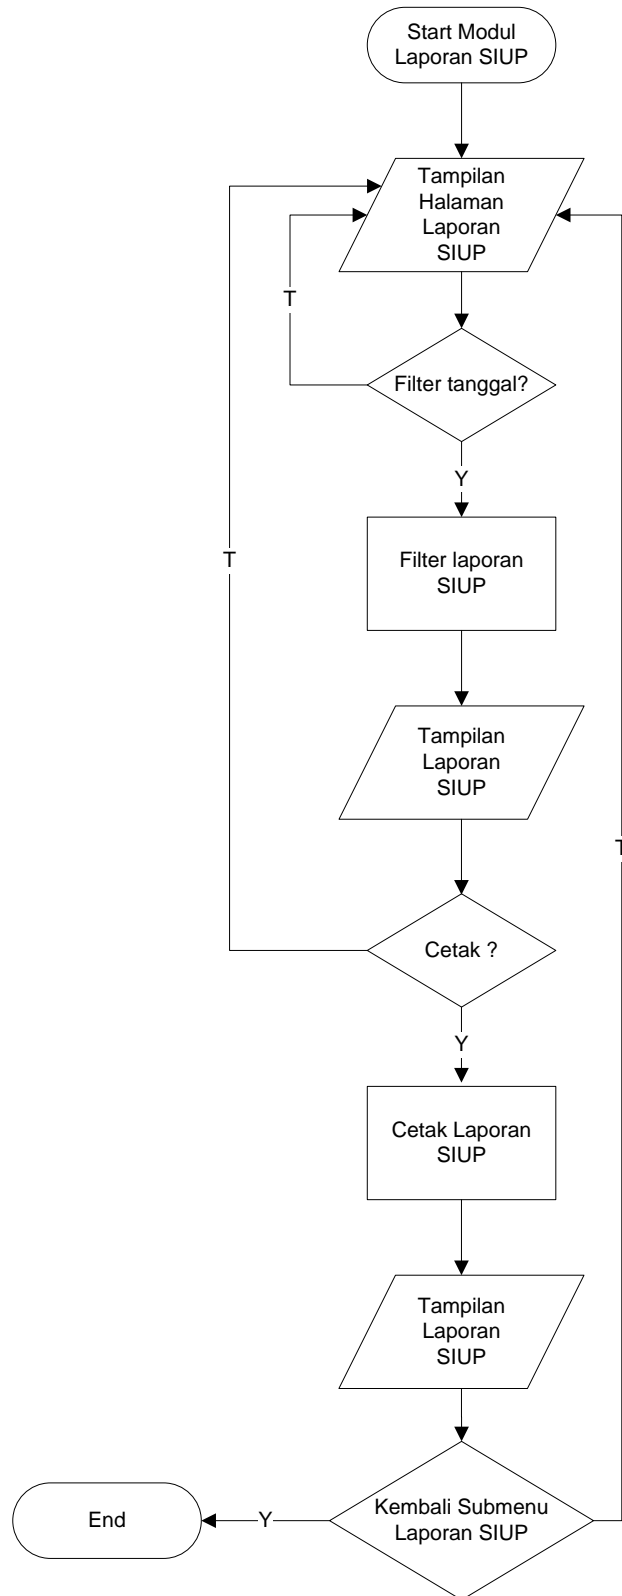 Start Modul
Laporan SIUP
Tampilan
Halaman
Laporan
SIUP
T
Filter tanggal?
Y
Filter laporan
SIUP
T
Tampilan
Laporan
SIUP
T
Cetak ?
Y
Cetak Laporan
SIUP
Tampilan
Laporan
SIUP
Kembali Submenu
Laporan SIUP
Y
End